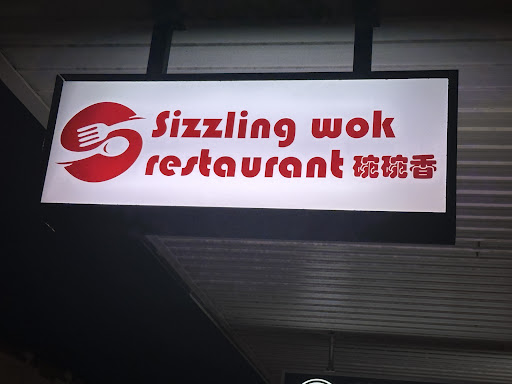 Sizzling wok
restaurant 碗碗香